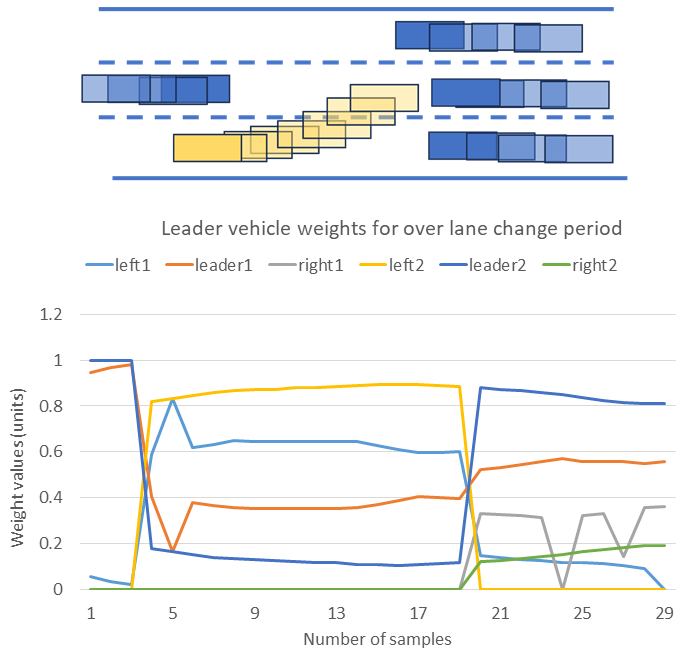 Leader vehicle weights for over lane change period
left1 leader1 right1 left2 leader2 right2
1.2
1
0.8
0.6
0.4
0.2
0
Weight values (units)
1 5 9 13 17 21 25 29
Number of samples